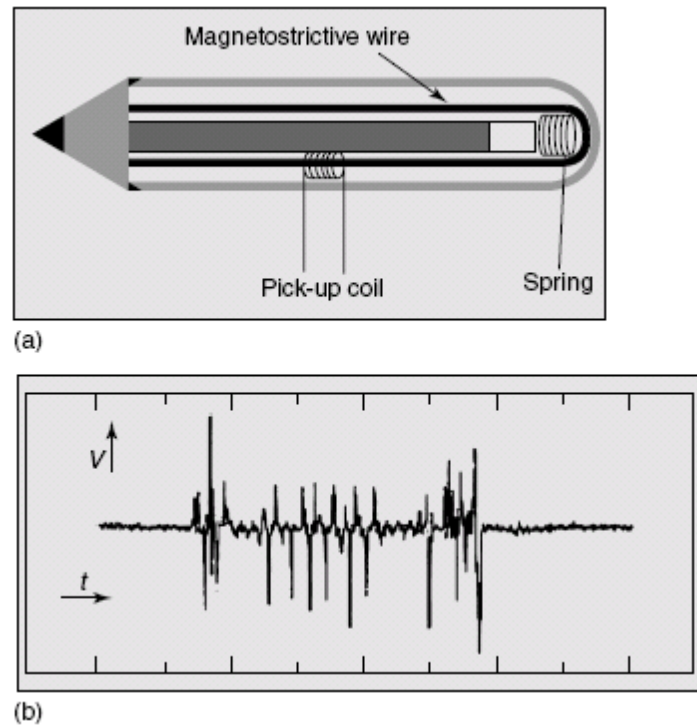 Magnetostrictive wire
Pick-up coil
Spring
(a)
V
t
(b)